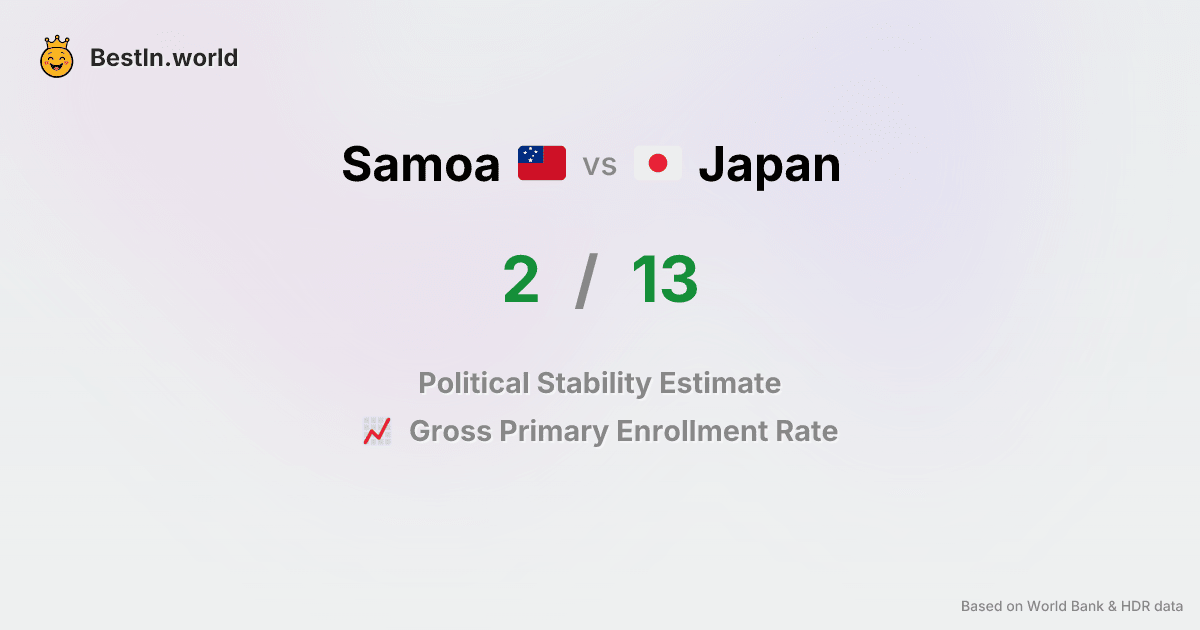 BestIn.world
Samoa vs Japan
2 / 13
Political Stability Estimate
Gross Primary Enrollment Rate
Based on World Bank & HDR data